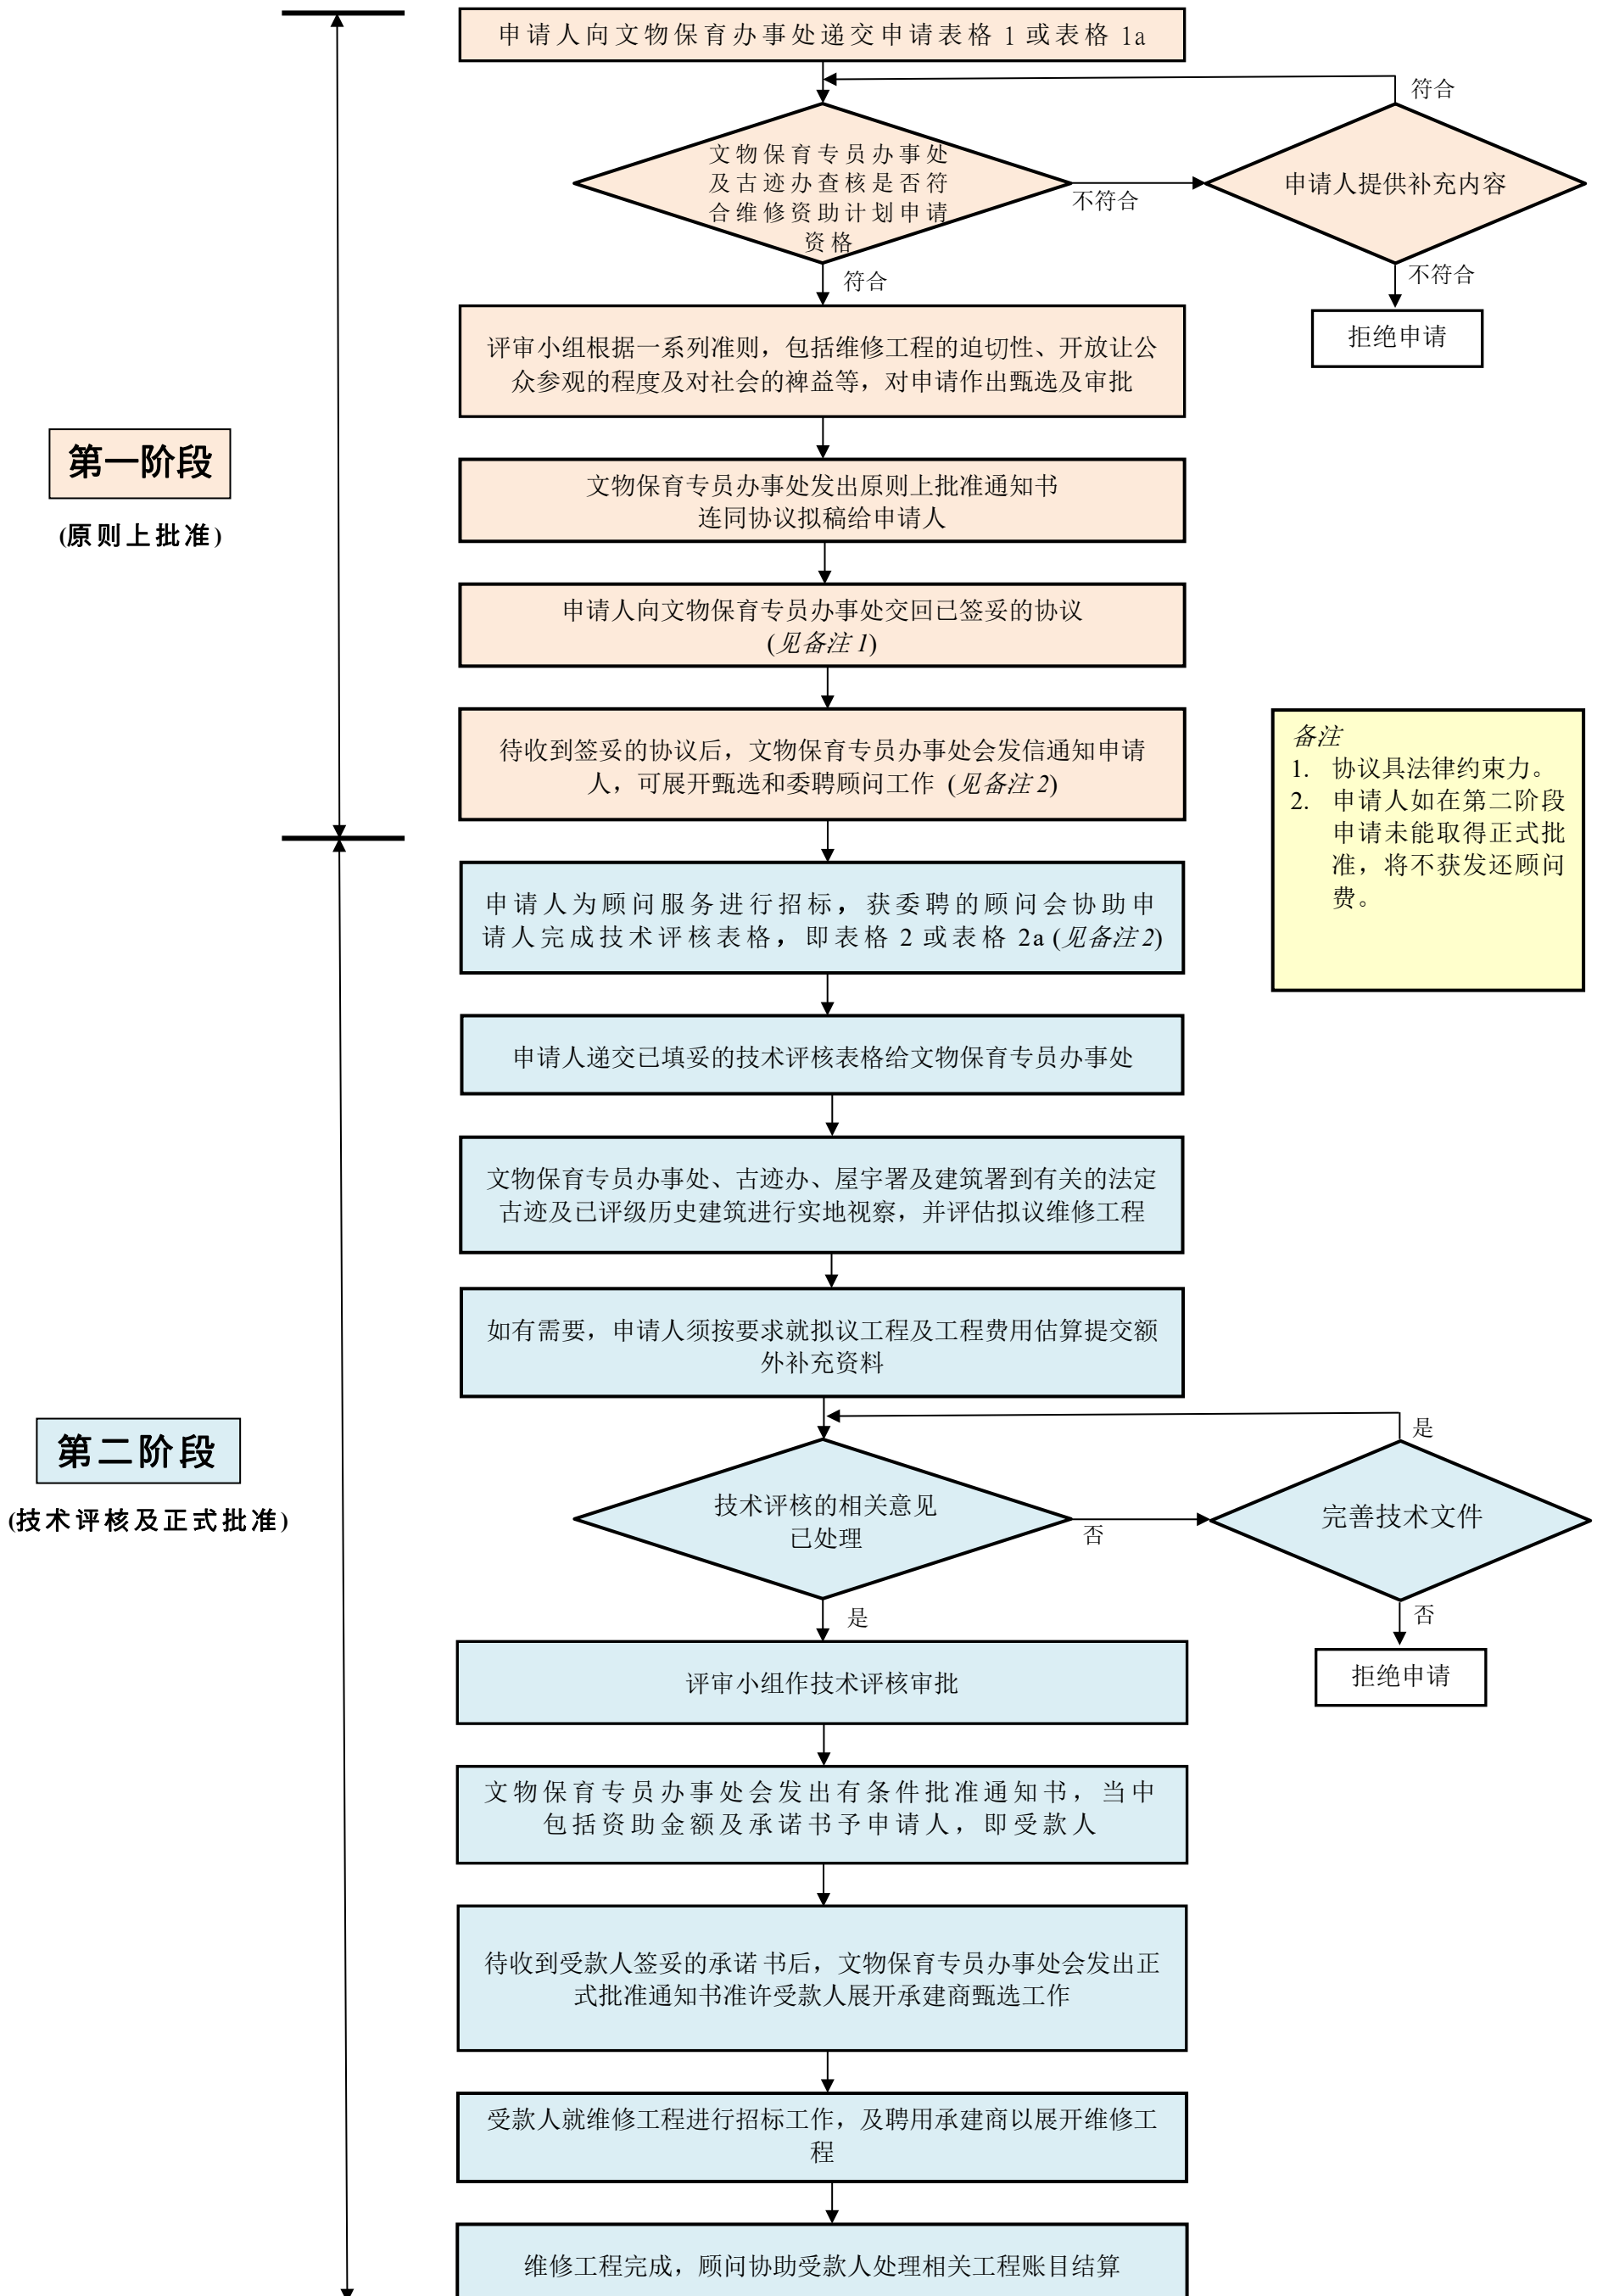 申请人向文物保育办事处递交申请表格 1 或表格 1a
符合
文物保育专员办事处
及古迹办查核是否符
合维修资助计划申请
资格
不符合
申请人提供补充内容
符合
不符合
拒绝申请
评审小组根据一系列准则，包括维修工程的迫切性、开放让公
众参观的程度及对社会的裨益等，对申请作出甄选及审批
第一阶段
(原则上批准)
文物保育专员办事处发出原则上批准通知书
连同协议拟稿给申请人
申请人向文物保育专员办事处交回已签妥的协议
(见备注 1)
待收到签妥的协议后，文物保育专员办事处会发信通知申请
人，可展开甄选和委聘顾问工作 (见备注 2)
备注
1. 协议具法律约束力。
2. 申请人如在第二阶段
申请未能取得正式批
准，将不获发还顾问
费。
申请人为顾问服务进行招标，获委聘的顾问会协助申
请人完成技术评核表格，即表格 2 或表格 2a (见备注 2)
申请人递交已填妥的技术评核表格给文物保育专员办事处
文物保育专员办事处、古迹办、屋宇署及建筑署到有关的法定
古迹及已评级历史建筑进行实地视察，并评估拟议维修工程
如有需要，申请人须按要求就拟议工程及工程费用估算提交额
外补充资料
第二阶段
(技术评核及正式批准)
是
技术评核的相关意见
已处理
否
完善技术文件
是
否
拒绝申请
评审小组作技术评核审批
文物保育专员办事处会发出有条件批准通知书，当中
包括资助金额及承诺书予申请人，即受款人
待收到受款人签妥的承诺 书后，文物保育专员办事处会发出正
式批准通知书准许受款人展开承建商甄选工作
受款人就维修工程进行招标工作，及聘用承建商以展开维修工
程
维修工程完成，顾问协助受款人处理相关工程账目结算